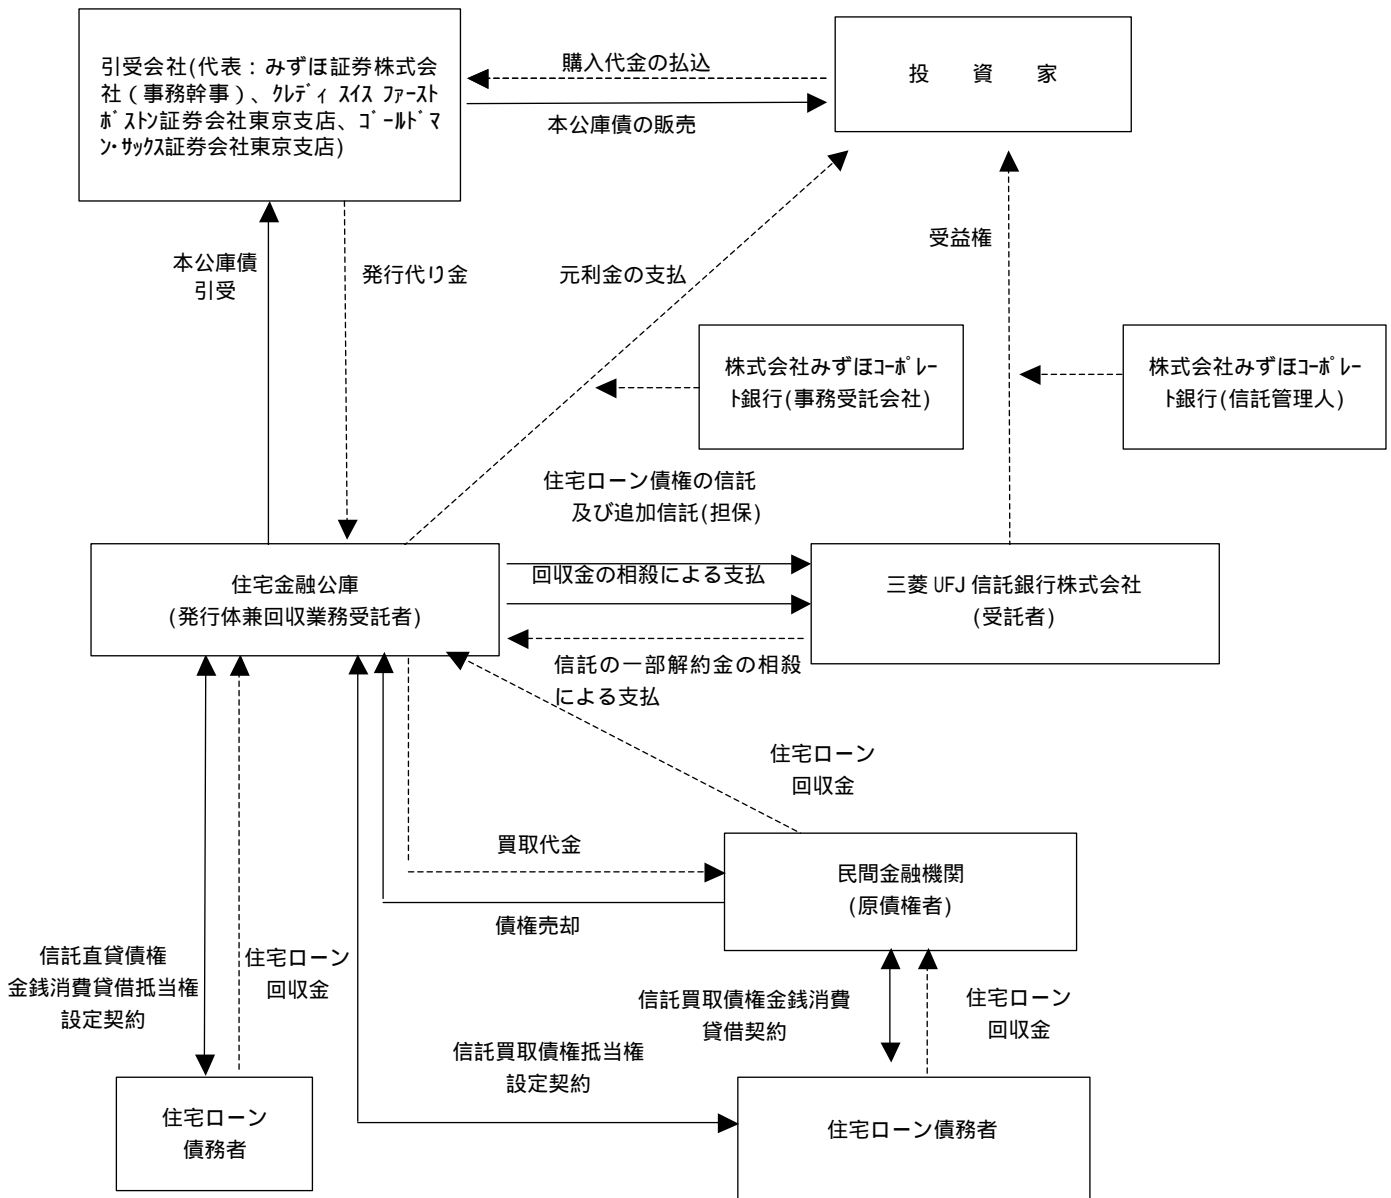 引受会社(代表：みずほ証券株式会
社（事務幹事）、ｸﾚﾃﾞｨ ｽｲｽ ﾌｧｰｽﾄ
ﾎﾞｽﾄﾝ証券会社東京支店、ｺﾞｰﾙﾄﾞﾏ
ﾝ･ｻｯｸｽ証券会社東京支店)
購入代金の払込
本公庫債の販売
投　資　家
本公庫債
引受
発行代り金
元利金の支払
受益権
株式会社みずほｺｰﾎﾟﾚｰ
ﾄ銀行(事務受託会社)
株式会社みずほｺｰﾎﾟﾚｰ
ﾄ銀行(信託管理人)
住宅ローン債権の信託
及び追加信託(担保)
住宅金融公庫
(発行体兼回収業務受託者)
回収金の相殺による支払
三菱 UFJ 信託銀行株式会社
(受託者)
信託の一部解約金の相殺
による支払
住宅ローン
回収金
買取代金
民間金融機関
(原債権者)
債権売却
信託直貸債権
金銭消費貸借抵当権
設定契約
住宅ローン
回収金
信託買取債権金銭消費
貸借契約
住宅ローン
回収金
信託買取債権抵当権
設定契約
住宅ローン
債務者
住宅ローン債務者